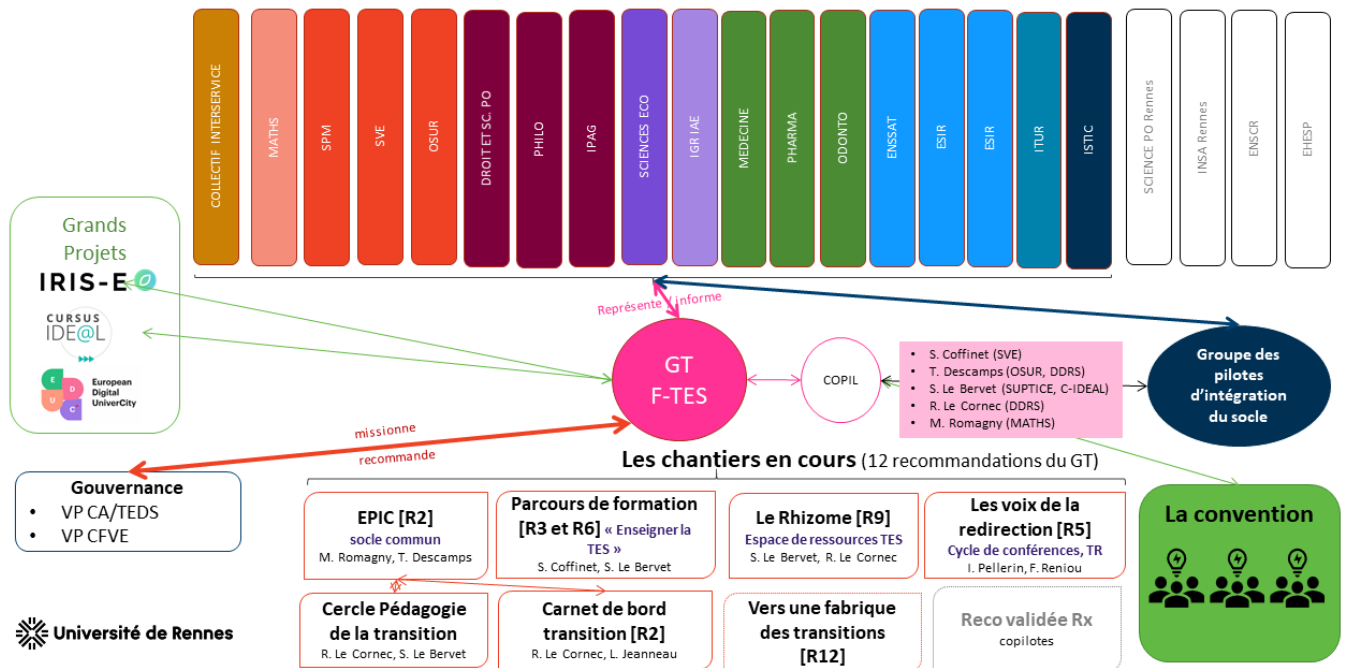 COLLECTIF INTERSERVICE
MATHS
SPM
SVE
OSUR
DROIT ET SC. PO
PHILO
IPAG
SCIENCES ECO
IGR IAE
MEDECINE
PHARMA
ODONTO
ENSSAT
ESIR
ESIR
ITUR
ISTIC
SCIENCE PO Rennes
INSA Rennes
ENSCR
EHESP
Grands
Projets
IRIS-E
CURSUS
IDE@L
EDUC
European
Digital
UniverCity
Représente / informe
GT
F-TES
COPIL
• S. Coffinet (SVE)
• T. Descamps (OSUR, DDRS)
• S. Le Bervet (SUPTICE, C-IDEAL)
• R. Le Cornec (DDRS)
• M. Romagny (MATHS)
Groupe des
pilotes
d'intégration
du socle
missionne
recommande
Gouvernance
• VP CA/TEDS
• VP CFVE
Les chantiers en cours (12 recommandations du GT)
EPIC [R2]
socle commun
M. Romagny, T. Descamps
Parcours de formation
[R3 et R6] « Enseigner la
TES »
S. Coffinet, S. Le Bervet
Le Rhizome [R9]
Espace de ressources TES
S. Le Bervet, R. Le Cornec
Les voix de la
redirection [R5]
Cycle de conférences, TR
I. Pellerin, F. Reniou
Cercle Pédagogie
de la transition
R. Le Cornec, S. Le Bervet
Carnet de bord
transition [R2]
R. Le Cornec, L. Jeanneau
Vers une fabrique
des transitions
[R12]
Reco validée Rx
copilotes
La convention
Université de Rennes